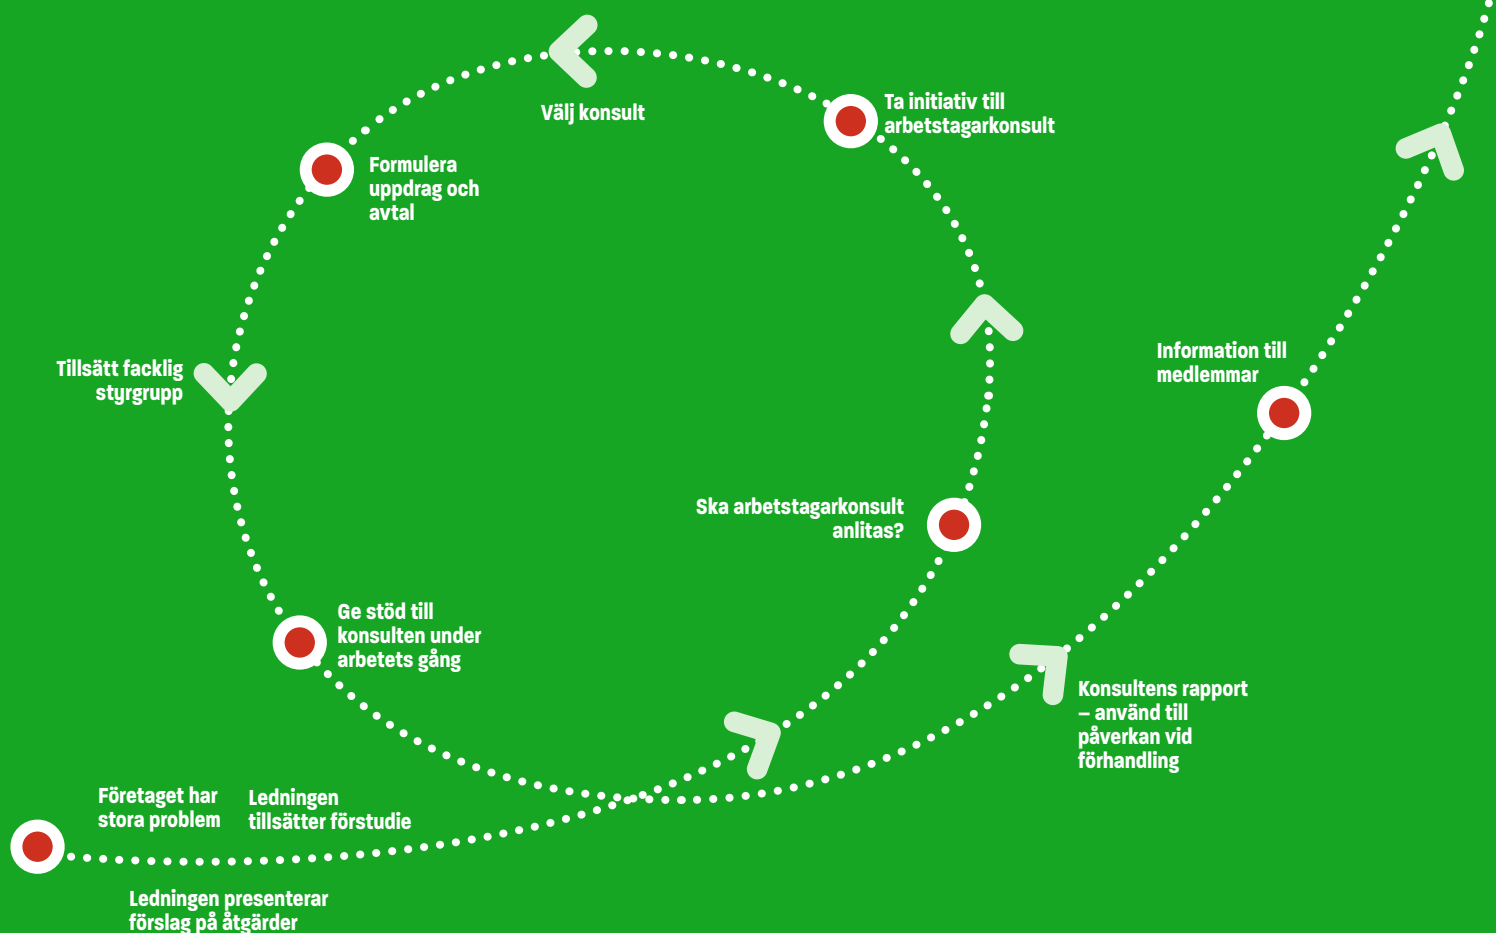 Ta initiativ till
arbetstagarkonsult
Välj konsult
Formulera
uppdrag och
avtal
Tillsätt facklig
styrgrupp
Information till
medlemmar
Ska arbetstagarkonsult
anlitas?
Ge stöd till
konsulten under
arbetets gång
Konsultens rapport
– använd till
påverkan vid
förhandling
Företaget har
stora problem
Ledningen
tillsätter förstudie
Ledningen presenterar
förslag på åtgärder